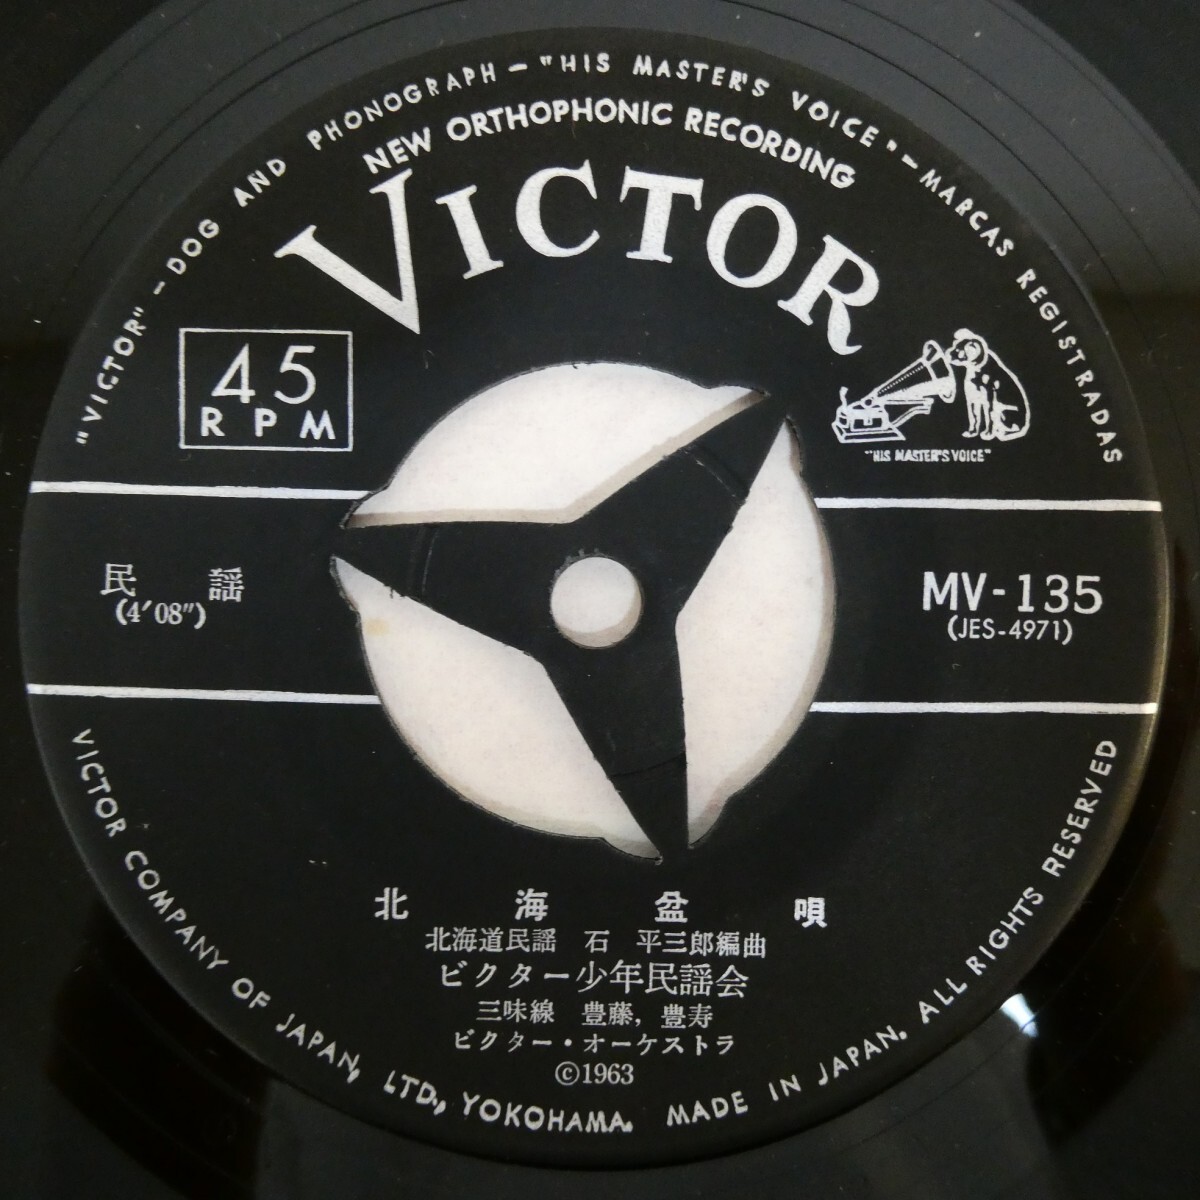 "VICTOR" – DOG AND PHONOGRAPH – "HIS MASTER'S VOICE" – MARCAS REGISTRADAS
NEW ORTHOPHONIC RECORDING
VICTOR
45
RPM
"HIS MASTER'S VOICE"
民謡
(4′08″)
MV-135
(JES-4971)
北海盆唄
北海道民謡 石 平三郎編曲
ビクター少年民謡会
三味線 豊藤, 豊寿
ビクター・オーケストラ
©1963
VICTOR COMPANY OF JAPAN, LTD., YOKOHAMA. MADE IN JAPAN. ALL RIGHTS RESERVED